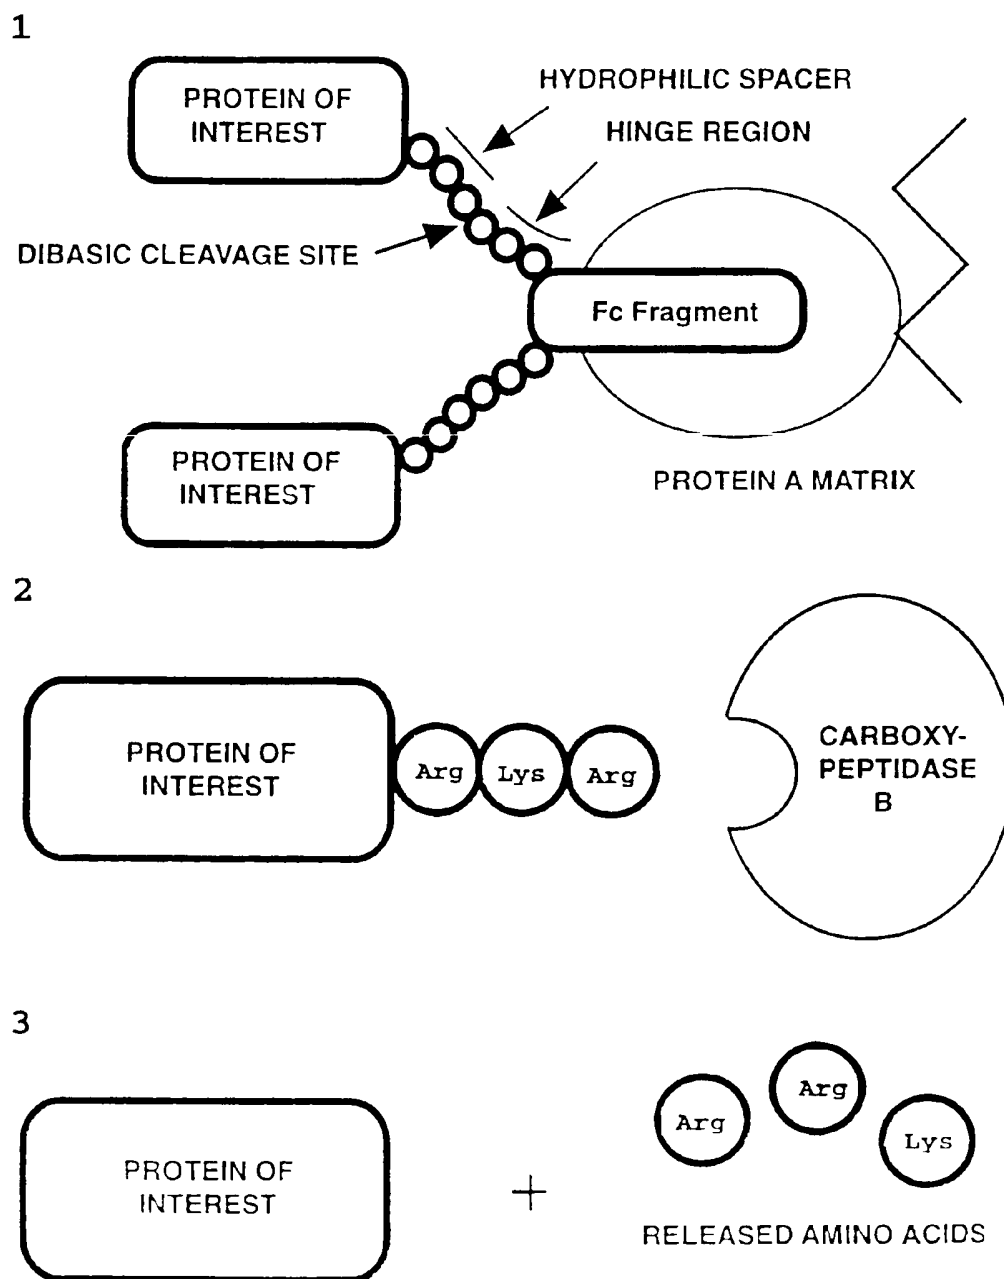 1
HYDROPHILIC SPACER
PROTEIN OF
INTEREST
HINGE REGION
DIBASIC CLEAVAGE SITE
Fc Fragment
PROTEIN OF
INTEREST
PROTEIN A MATRIX
2
PROTEIN OF
INTEREST
Arg Lys Arg
CARBOXY-
PEPTIDASE
B
3
PROTEIN OF
INTEREST
+
Arg Arg Lys
RELEASED AMINO ACIDS